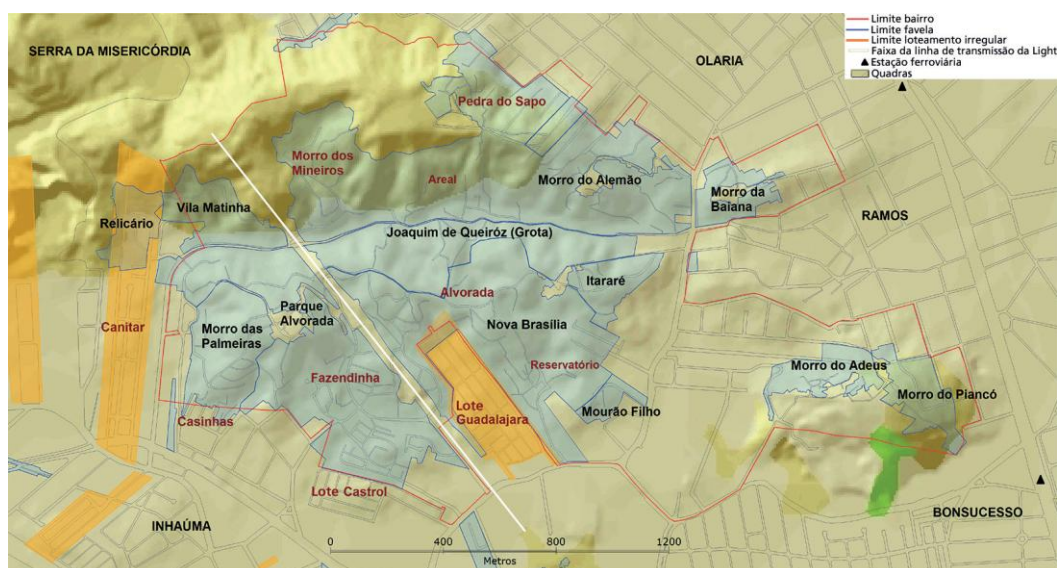 Limite bairro
Limite favela
Limite loteamento irregular
Faixa da linha de transmissão da Light
Estação ferroviária
Quadras
SERRA DA MISERICÓRDIA
OLARIA
Pedra do Sapo
Morro dos
Mineiros
Areal
Morro do Alemão
Morro da
Baiana
Vila Matinha
Relicário
RAMOS
Joaquim de Queiróz (Grota)
Itararé
Alvorada
Parque
Alvorada
Canitar
Morro das
Palmeiras
Nova Brasília
Reservatório
Morro do Adeus
Fazendinha
Morro do Piancó
Lote
Guadalajara
Mourão Filho
Casinhas
Lote Castrol
INHAÚMA
BONSUCESSO
0 400 800 1200
Metros